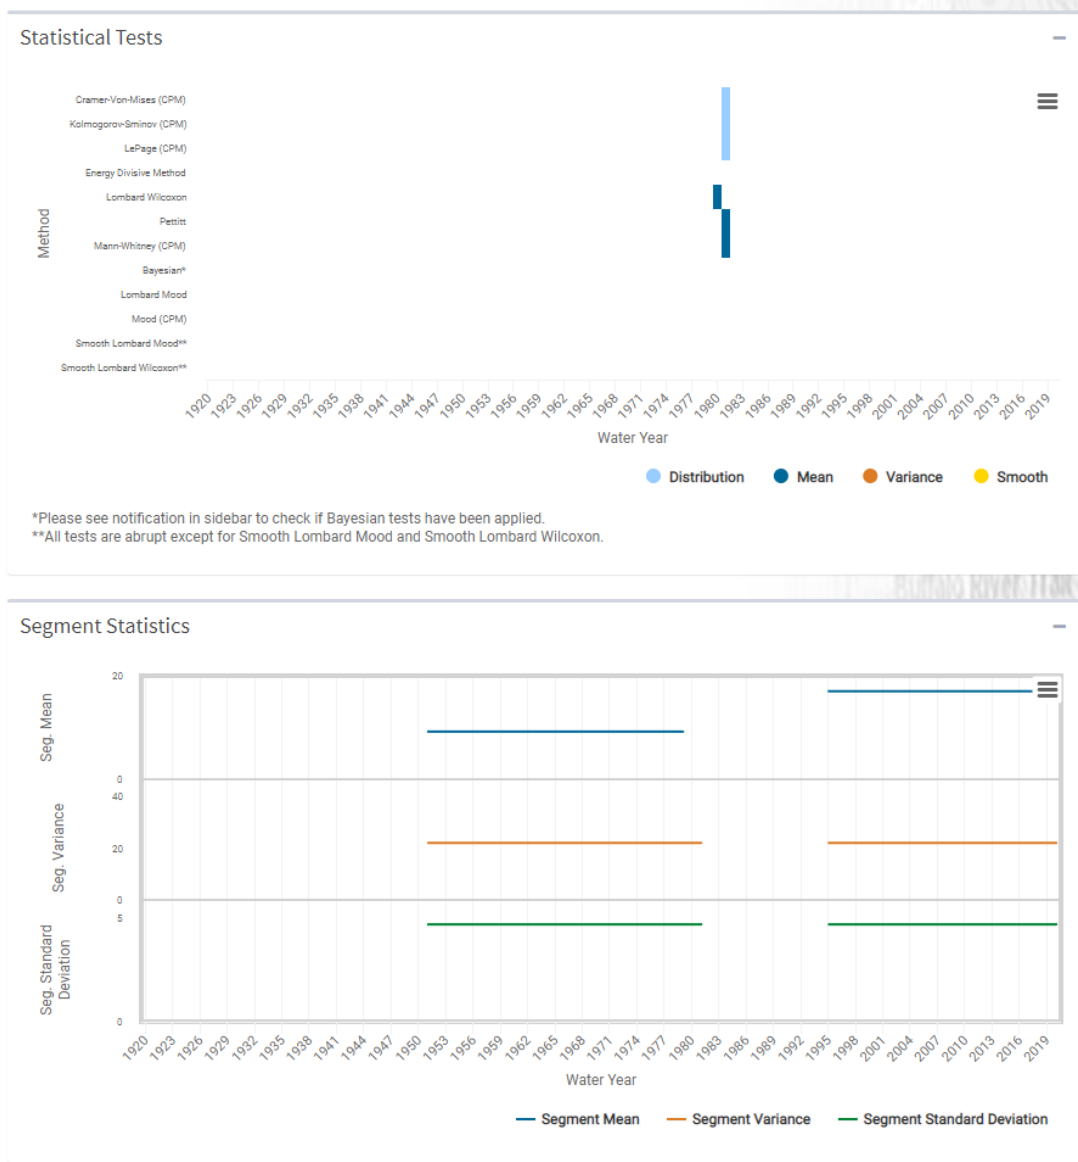 Statistical Tests
Method
Cramer-Von-Mises (CPM)
Kolmogorov-Sminov (CPM)
LePage (CPM)
Energy Divisive Method
Lombard Wilcoxon
Pettitt
Mann-Whitney (CPM)
Bayesian*
Lombard Mood
Mood (CPM)
Smooth Lombard Mood**
Smooth Lombard Wilcoxon**
1920 1923 1926 1929 1932 1935 1938 1941 1944 1947 1950 1953 1956 1959 1962 1965 1968 1971 1974 1977 1980 1983 1986 1989 1992 1995 1998 2001 2004 2007 2010 2013 2016 2019
Water Year
Distribution Mean Variance Smooth
*Please see notification in sidebar to check if Bayesian tests have been applied.
**All tests are abrupt except for Smooth Lombard Mood and Smooth Lombard Wilcoxon.
Segment Statistics
Seg. Mean
20
0
Seg. Variance
40
20
0
Seg. Standard
Deviation
5
0
1920 1923 1926 1929 1932 1935 1938 1941 1944 1947 1950 1953 1956 1959 1962 1965 1968 1971 1974 1977 1980 1983 1986 1989 1992 1995 1998 2001 2004 2007 2010 2013 2016 2019
Water Year
Segment Mean Segment Variance Segment Standard Deviation